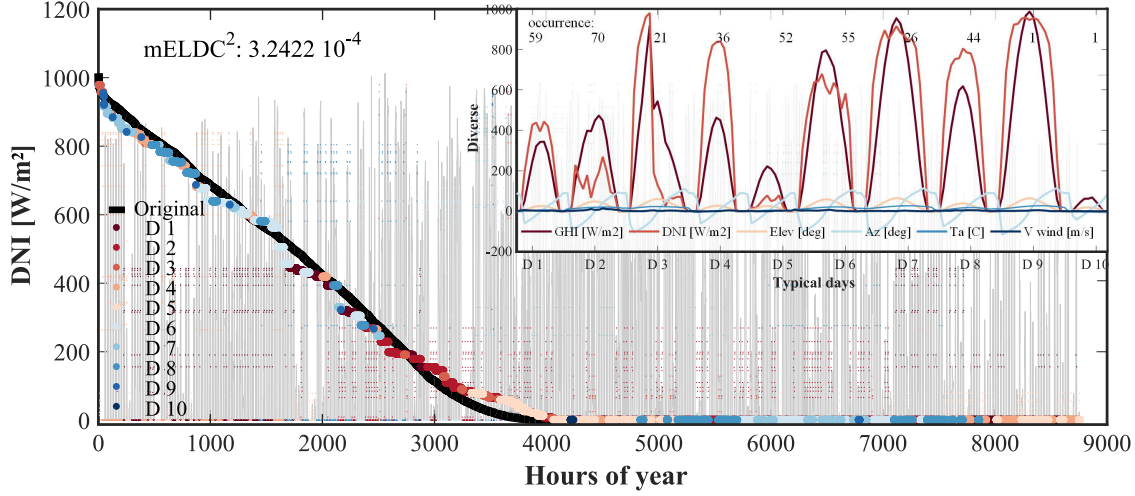 mELDC²: 3.2422 10⁻⁴
DNI [W/m²]
1200
1000
800
600
400
200
0
Original
D 1
D 2
D 3
D 4
D 5
D 6
D 7
D 8
D 9
D 10
0 1000 2000 3000 4000 5000 6000 7000 8000 9000
Hours of year
occurrence:
59 70 21 36 52 55 26 44 1 1
Diverse
1000
800
600
400
200
0
-200
GHI [W/m2] DNI [W/m2] Elev [deg] Az [deg] Ta [C] V wind [m/s]
D 1 D 2 D 3 D 4 D 5 D 6 D 7 D 8 D 9 D 10
Typical days